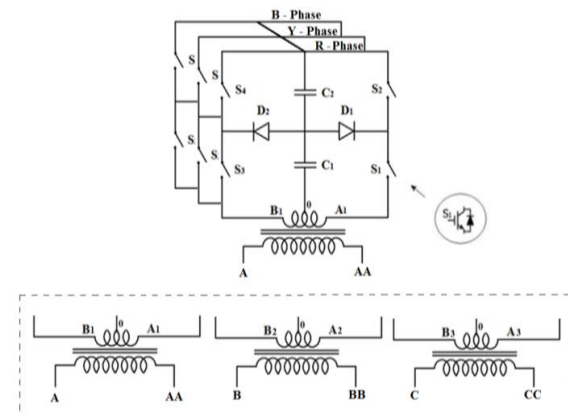 B - Phase
Y - Phase
R - Phase
S
S
S4
C2
S2
D2
D1
S
S
S3
C1
S1
S1
B1
0
A1
A
AA
B1
0
A1
B2
0
A2
B3
0
A3
A
AA
B
BB
C
CC